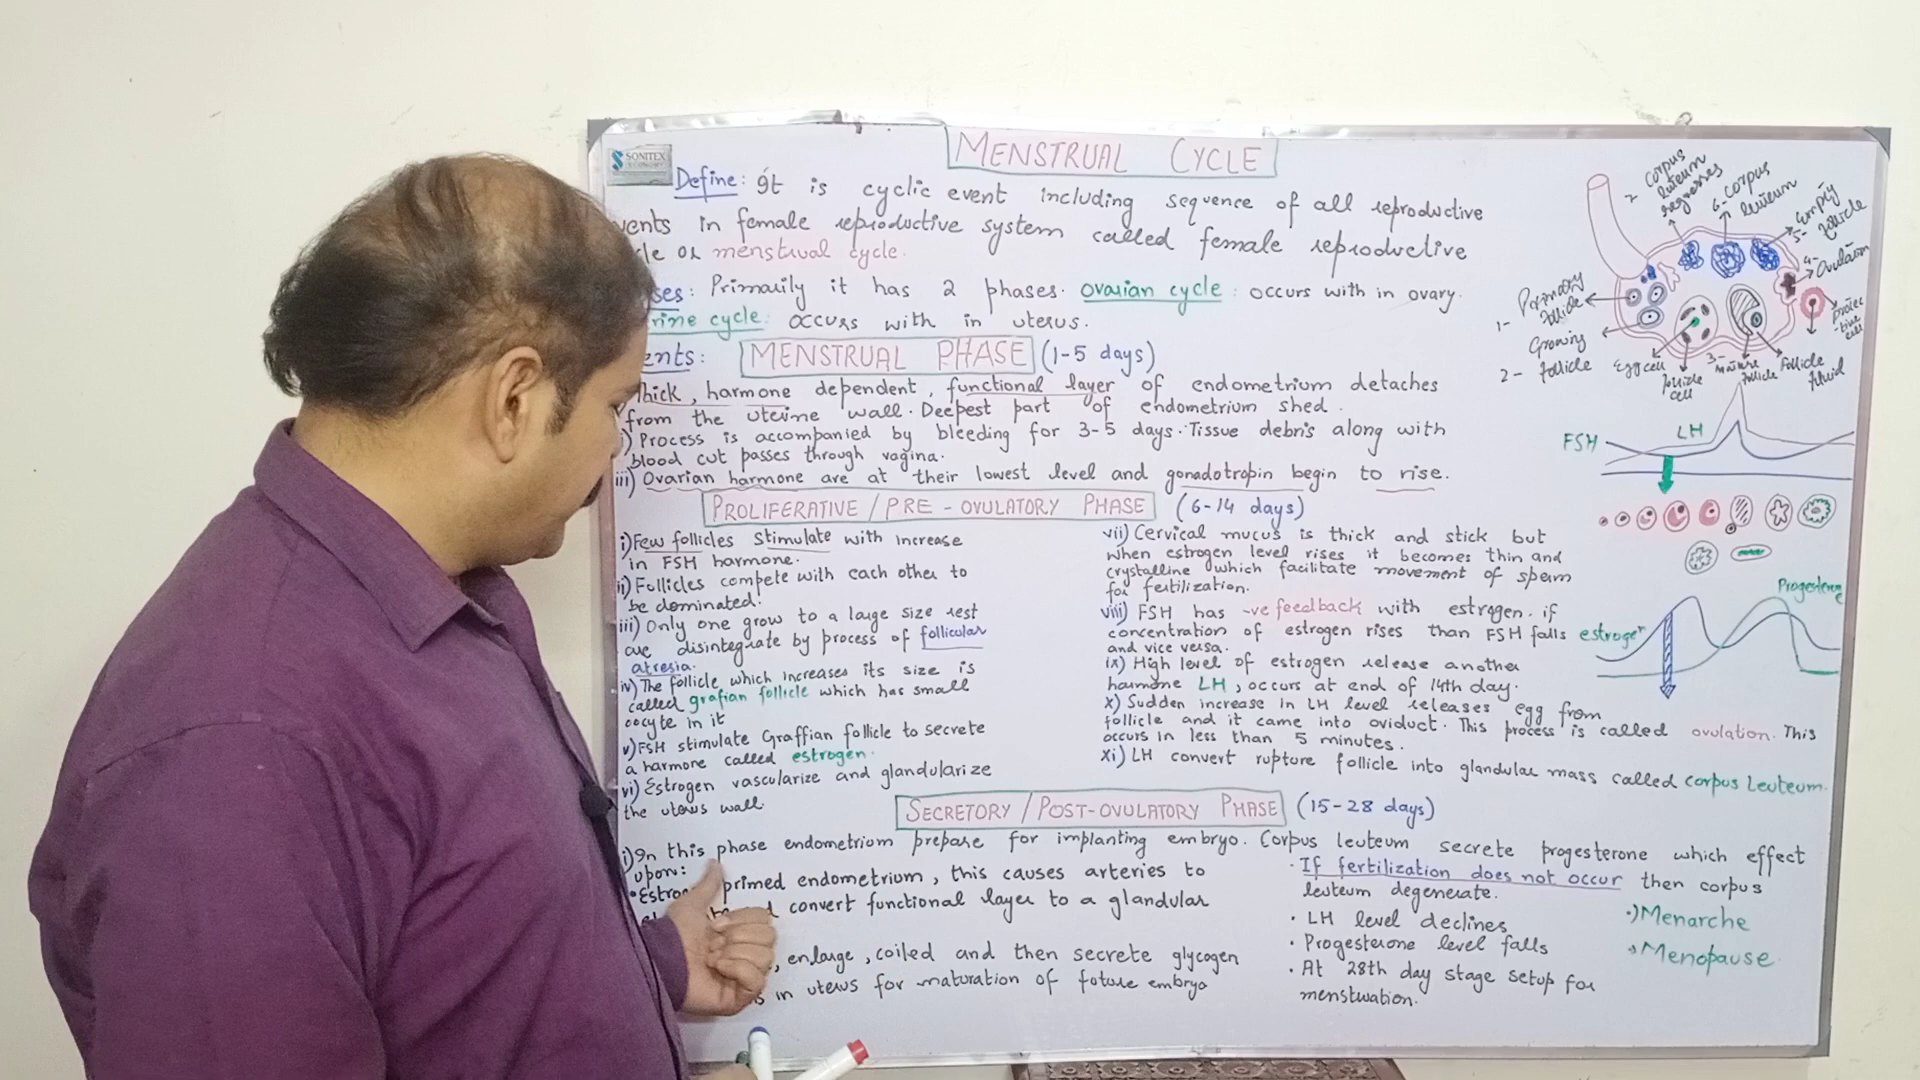 MENSTRUAL CYCLE
SONITEX
Define: It is cyclic event including sequence of all reproductive
vents in female reproductive system called female reproductive
le or menstrual cycle.
ses: Primarily it has 2 phases. ovarian cycle: occurs with in ovary.
rine cycle: occurs with in uterus.
ents: MENSTRUAL PHASE (1-5 days)
Thick, harmone dependent, functional layer of endometrium detaches
from the uterine wall. Deepest part of endometrium shed.
i) Process is accompanied by bleeding for 3-5 days. Tissue debris along with
blood cut passes through vagina.
iii) Ovarian harmone are at their lowest level and gonadotropin begin to rise.
PROLIFERATIVE / PRE - OVULATORY PHASE (6-14 days)
i) Few follicles stimulate with increase
in FSH harmone.
ii) Follicles compete with each other to
be dominated.
iii) Only one grow to a large size rest
are disintegrate by process of follicular
atresia.
iv) The follicle which increases its size is
called grafian follicle which has small
oocyte in it
v) FSH stimulate Graffian follicle to secrete
a harmone called estrogen.
vi) Estrogen vascularize and glandularize
the uterus wall.
vii) Cervical mucus is thick and stick but
when estrogen level rises it becomes thin and
crystalline which facilitate movement of sperm
for fertilization.
viii) FSH has -ve feedback with estrogen. if
concentration of estrogen rises than FSH falls
and vice versa.
ix) High level of estrogen release another
harmone LH, occurs at end of 14th day.
x) Sudden increase in LH level releases egg from
follicle and it came into oviduct. This process is called ovulation. This
occurs in less than 5 minutes.
xi) LH convert rupture follicle into glandular mass called corpus Leuteum.
SECRETORY / POST-OVULATORY PHASE (15-28 days)
i) In this phase endometrium prepare for implanting embryo. Corpus leuteum secrete progesterone which effect
upon:
primed endometrium, this causes arteries to
convert functional layer to a glandular
, enlarge, coiled and then secrete glycogen
in uterus for maturation of future embryo
· If fertilization does not occur then corpus
leuteum degenerate.
· LH level declines
· Progesterone level falls
· At 28th day stage setup for
menstruation.
·) Menarche
Menopause
corpus
luteum
regresses
6- corpus
luteum
5- Empty
follicle
4-
Ovulation
1- Primary
follicle
2- Growing
follicle
Egg cell
follicle
cell
3- mature
follicle
follicle
fluid
FSH
LH
Progesterone
estrogen